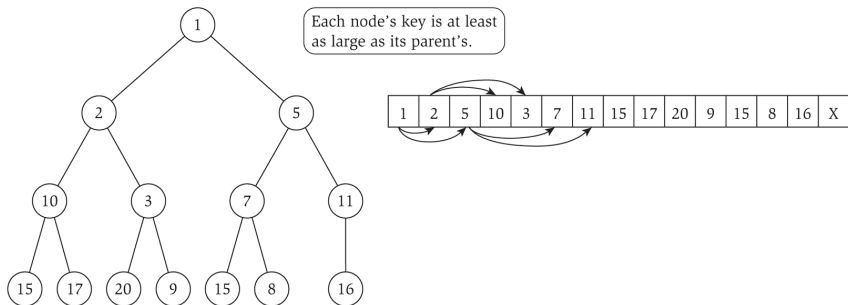 Each node's key is at least
as large as its parent's.
1
2 5
10 3 7 11
15 17 20 9 15 8 16
1 2 5 10 3 7 11 15 17 20 9 15 8 16 X